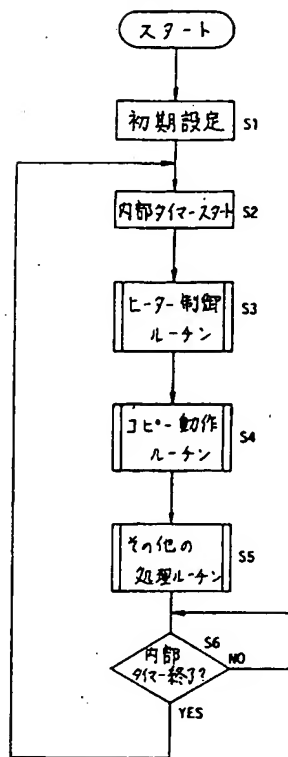 スタート
初期設定 S1
内部タイマースタート S2
ヒーター制御
ルーチン S3
コピー動作
ルーチン S4
その他の
処理ルーチン S5
S6
内部
タイマー終了?
NO
YES